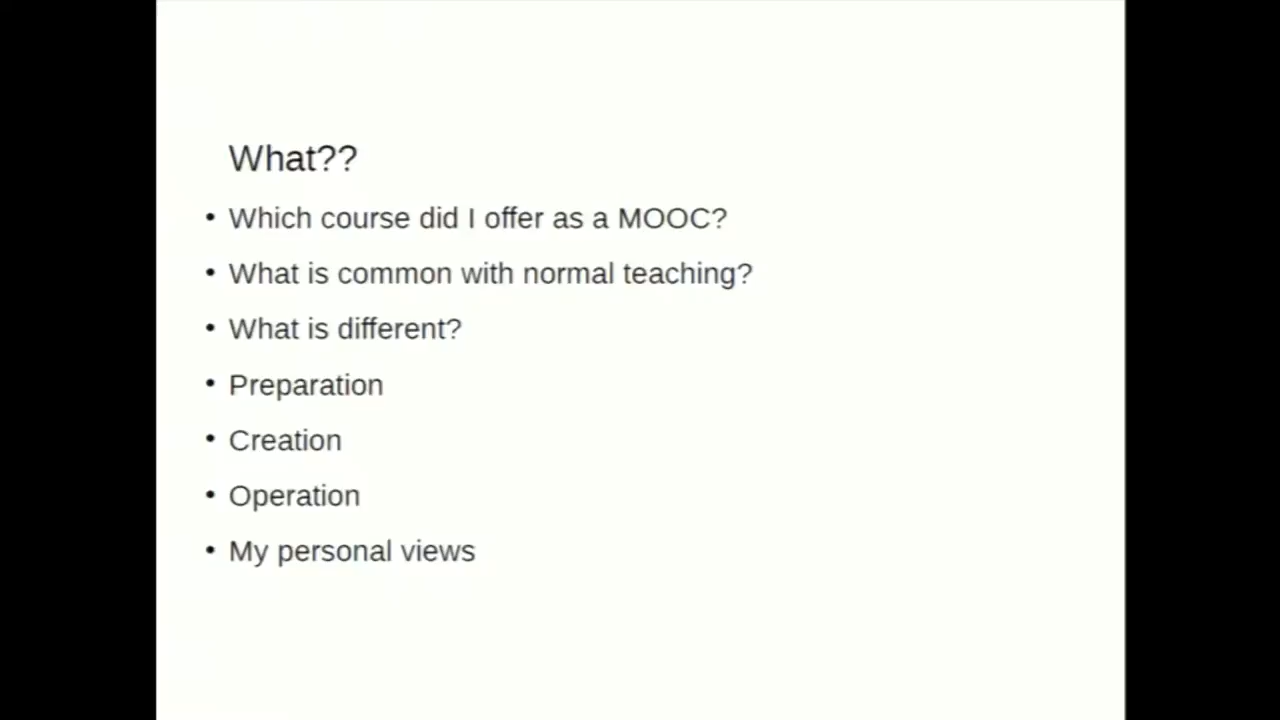 What??
• Which course did I offer as a MOOC?
• What is common with normal teaching?
• What is different?
• Preparation
• Creation
• Operation
• My personal views